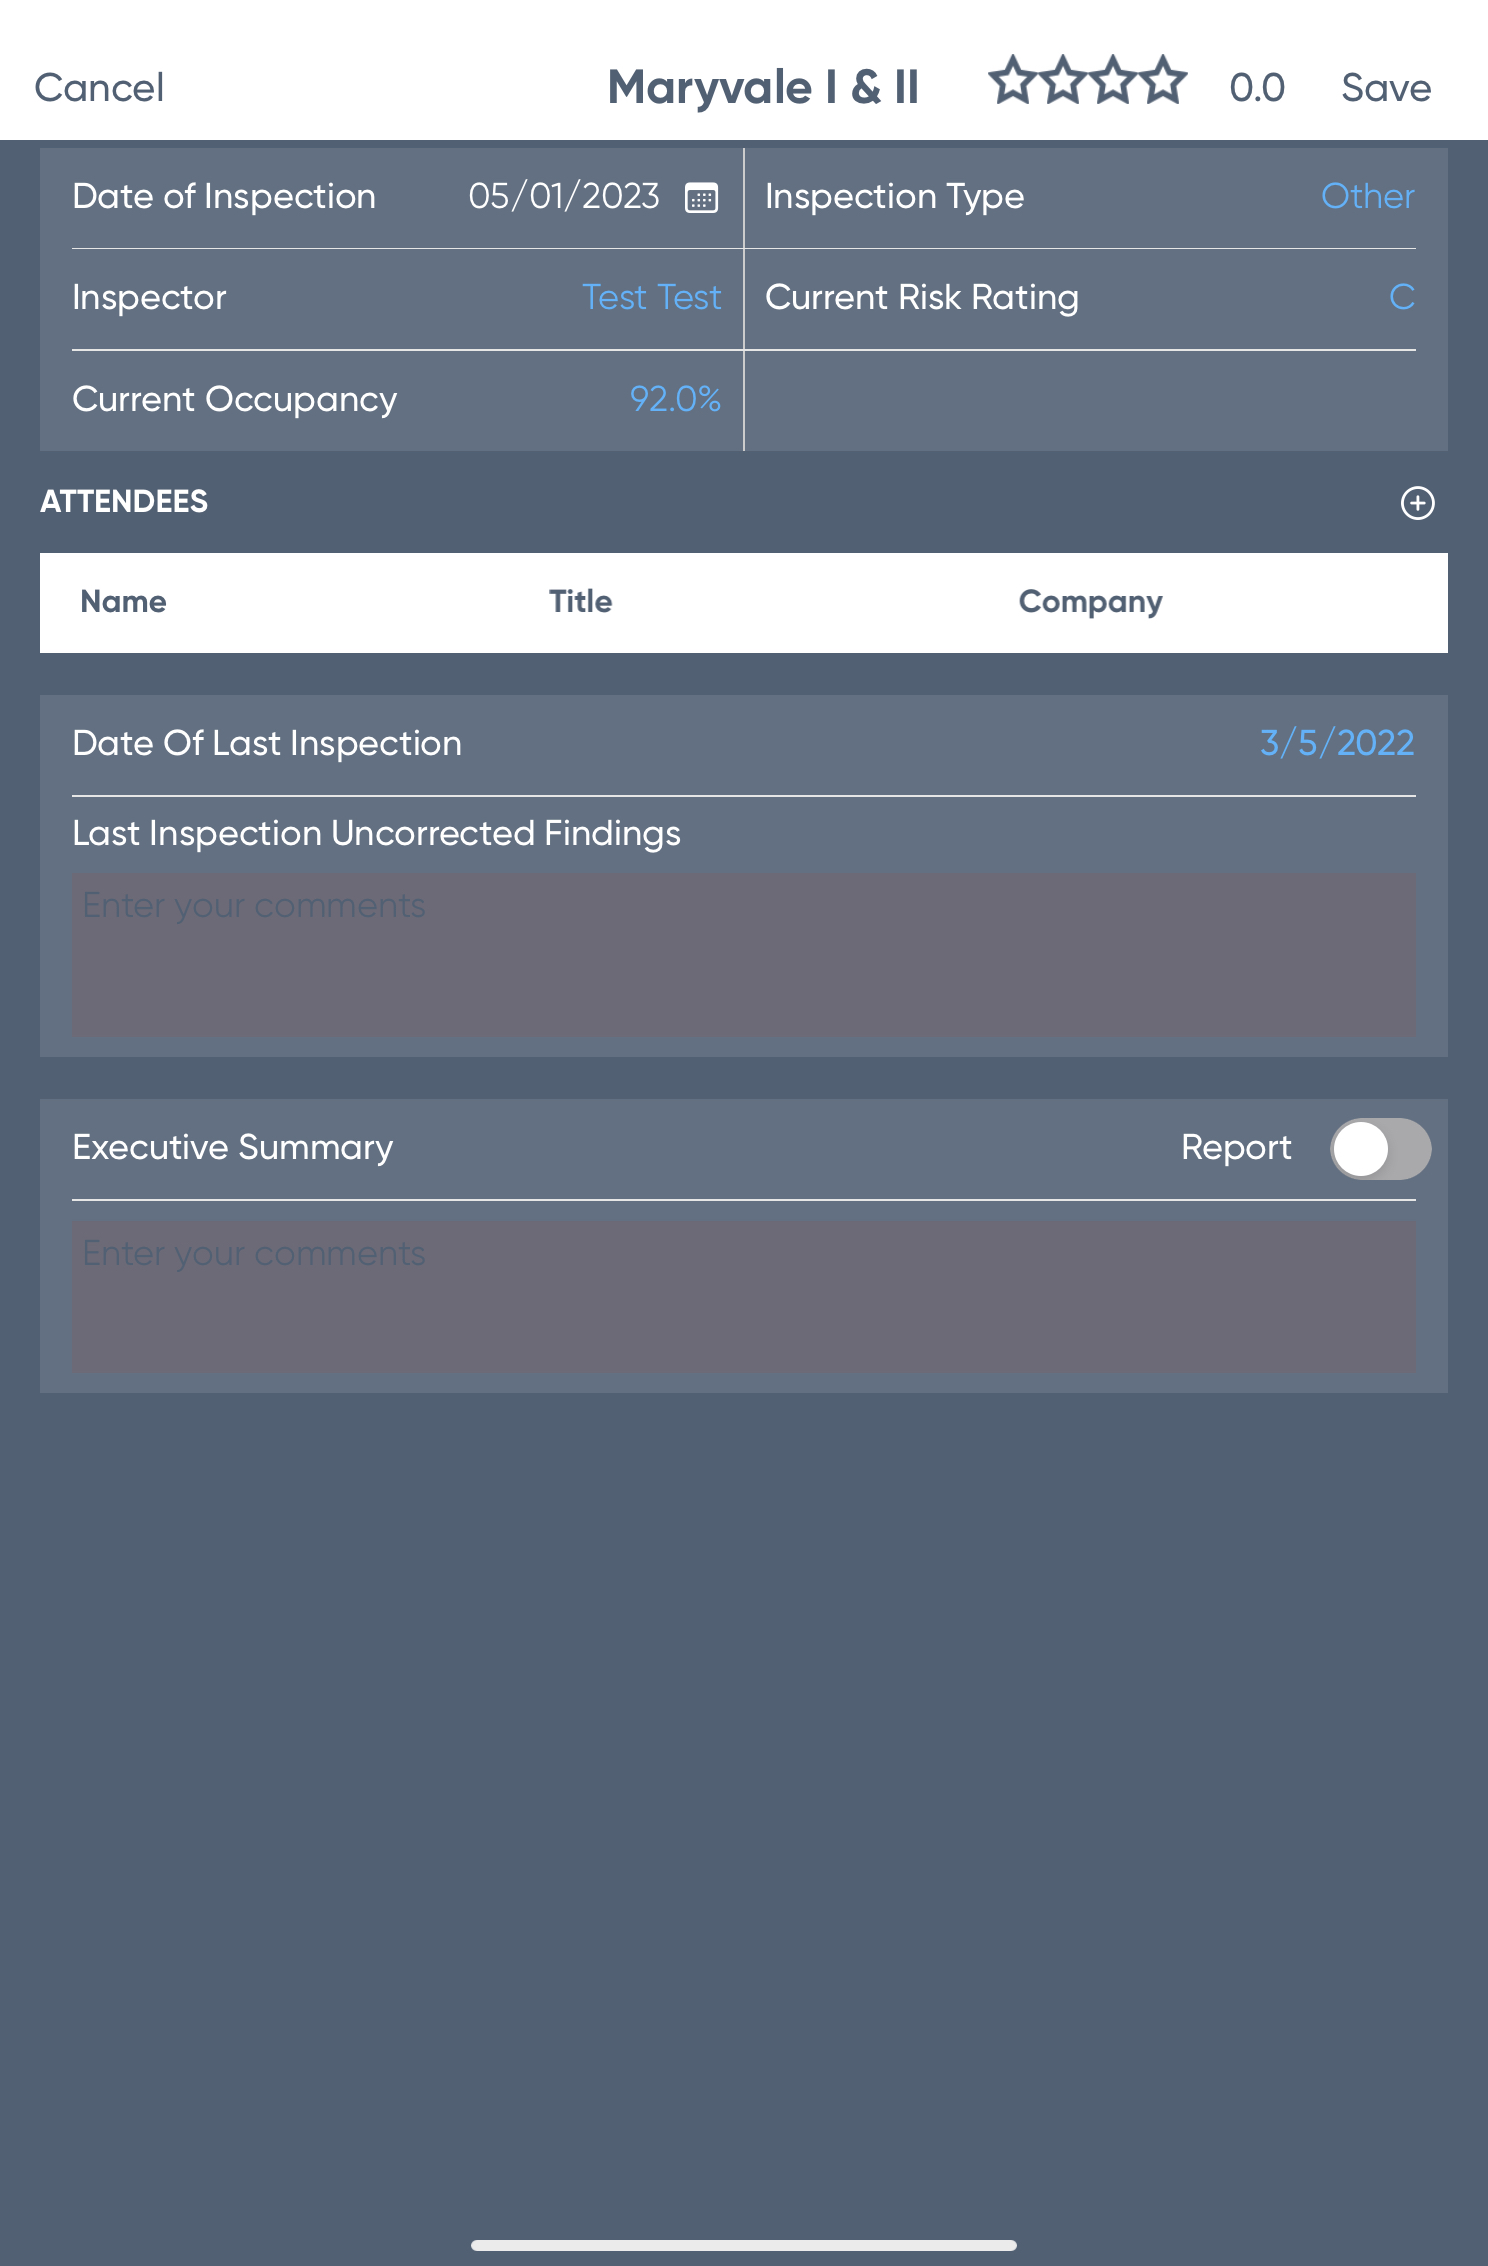 Cancel Maryvale I & II 0.0 Save
Date of Inspection 05/01/2023 Inspection Type Other
Inspector Test Test Current Risk Rating C
Current Occupancy 92.0%
ATTENDEES
Name Title Company
Date Of Last Inspection 3/5/2022
Last Inspection Uncorrected Findings
Enter your comments
Executive Summary Report
Enter your comments